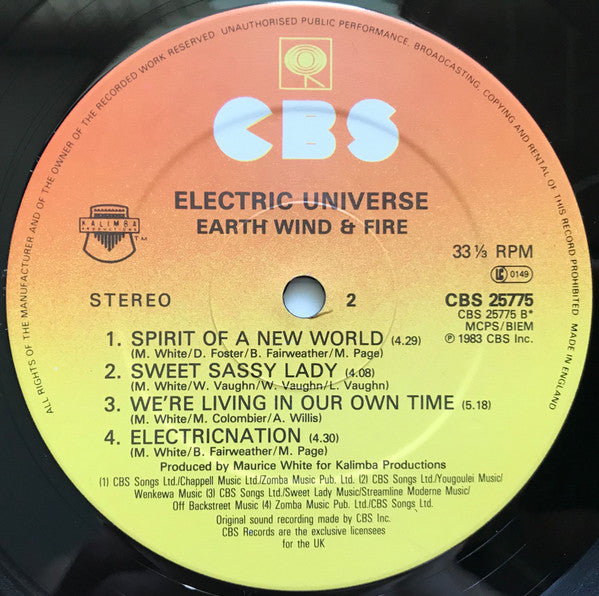 ALL RIGHTS OF THE MANUFACTURER AND OF THE OWNER OF THE RECORDED WORK RESERVED. UNAUTHORISED PUBLIC PERFORMANCE, BROADCASTING, COPYING AND RENTAL OF THIS RECORD PROHIBITED. MADE IN ENGLAND
CBS
ELECTRIC UNIVERSE
EARTH WIND & FIRE
KALIMBA
PRODUCTIONS
TM
33 ⅓ RPM
LC 0149
STEREO
2
CBS 25775
CBS 25775 B*
MCPS/BIEM
℗ 1983 CBS Inc.
1. SPIRIT OF A NEW WORLD (4.29)
(M. White/D. Foster/B. Fairweather/M. Page)
2. SWEET SASSY LADY (4.08)
(M. White/W. Vaughn/W. Vaughn/L. Vaughn)
3. WE'RE LIVING IN OUR OWN TIME (5.18)
(M. White/M. Colombier/A. Willis)
4. ELECTRICNATION (4.30)
(M. White/B. Fairweather/M. Page)
Produced by Maurice White for Kalimba Productions
(1) CBS Songs Ltd./Chappell Music Ltd./Zomba Music Pub. Ltd. (2) CBS Songs Ltd./Yougoulei Music/
Wenkewa Music (3) CBS Songs Ltd./Sweet Lady Music/Streamline Moderne Music/
Off Backstreet Music (4) Zomba Music Pub. Ltd./CBS Songs Ltd.
Original sound recording made by CBS Inc.
CBS Records are the exclusive licensees
for the UK